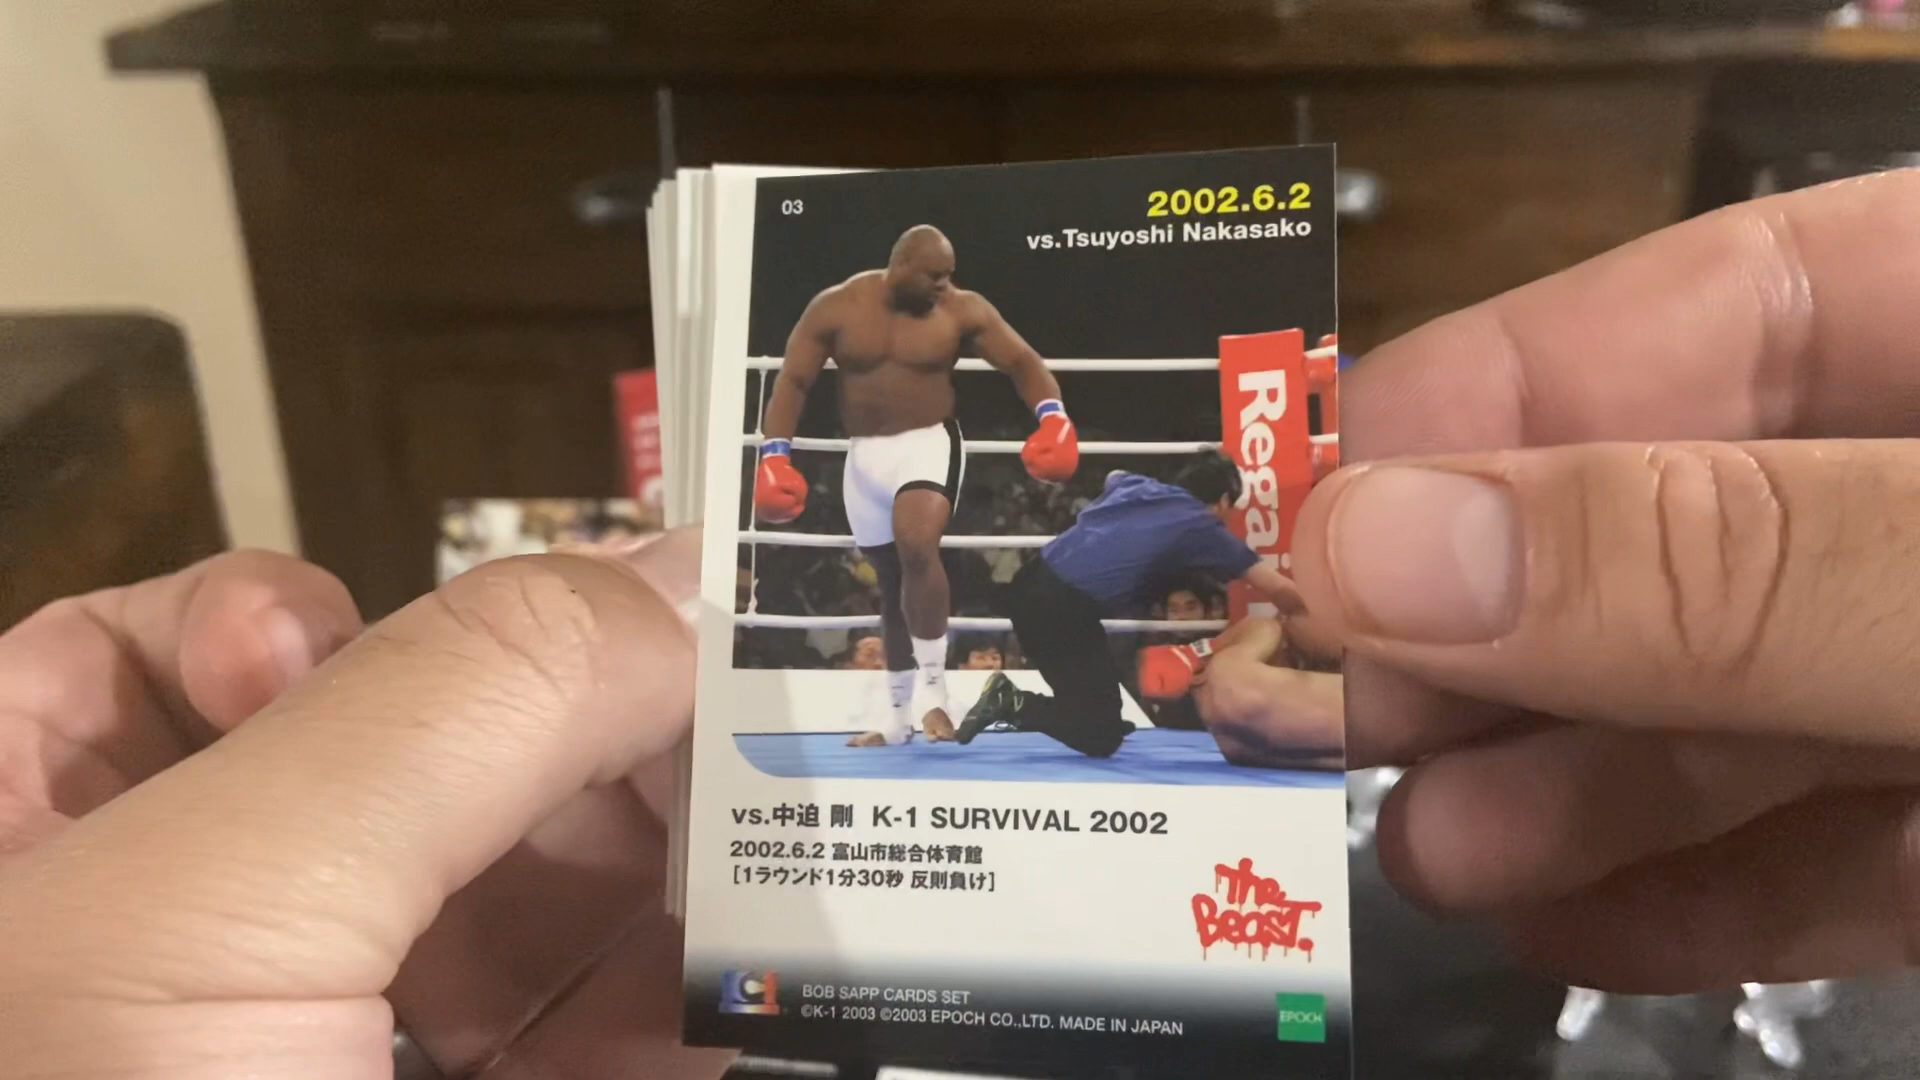 03
2002.6.2
vs.Tsuyoshi Nakasako
Regain
vs.中迫 剛 K-1 SURVIVAL 2002
2002.6.2 富山市総合体育館
[1ラウンド1分30秒 反則負け]
The
Beast.
BOB SAPP CARDS SET
©K-1 2003 ©2003 EPOCH CO.,LTD. MADE IN JAPAN
EPOCH